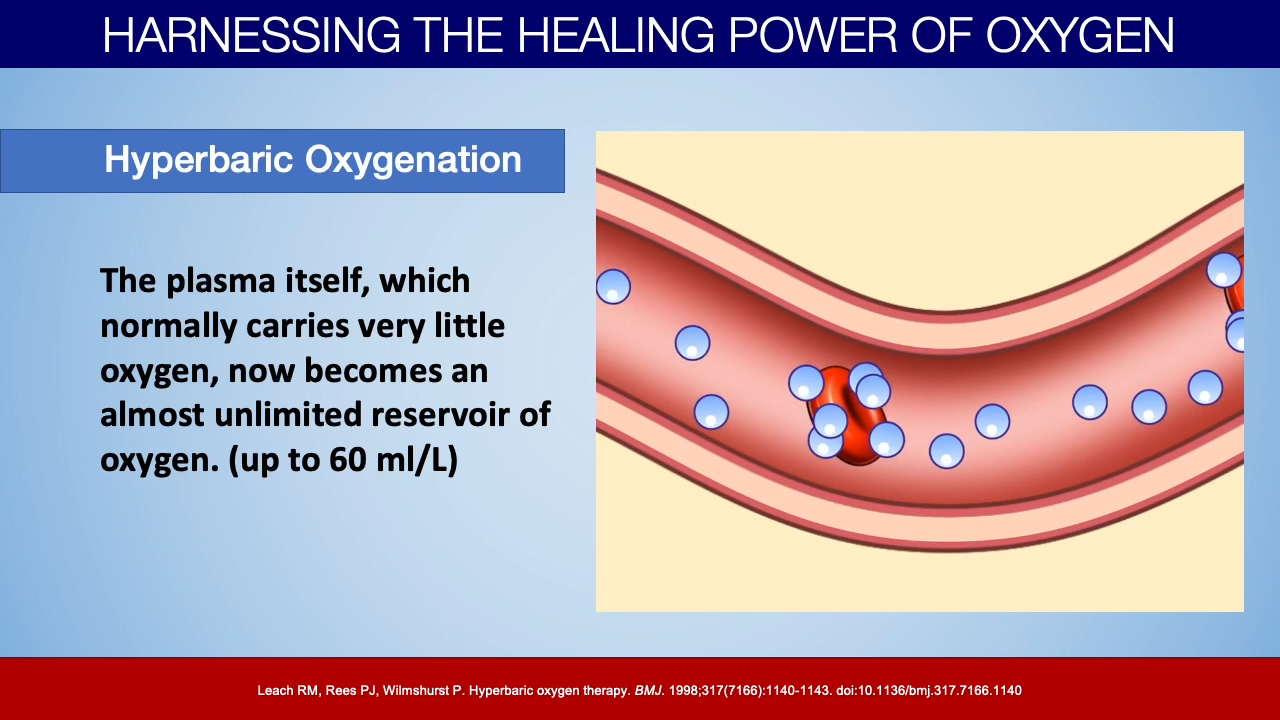 HARNESSING THE HEALING POWER OF OXYGEN
Hyperbaric Oxygenation
The plasma itself, which
normally carries very little
oxygen, now becomes an
almost unlimited reservoir of
oxygen. (up to 60 ml/L)
Leach RM, Rees PJ, Wilmshurst P. Hyperbaric oxygen therapy. BMJ. 1998;317(7166):1140-1143. doi:10.1136/bmj.317.7166.1140